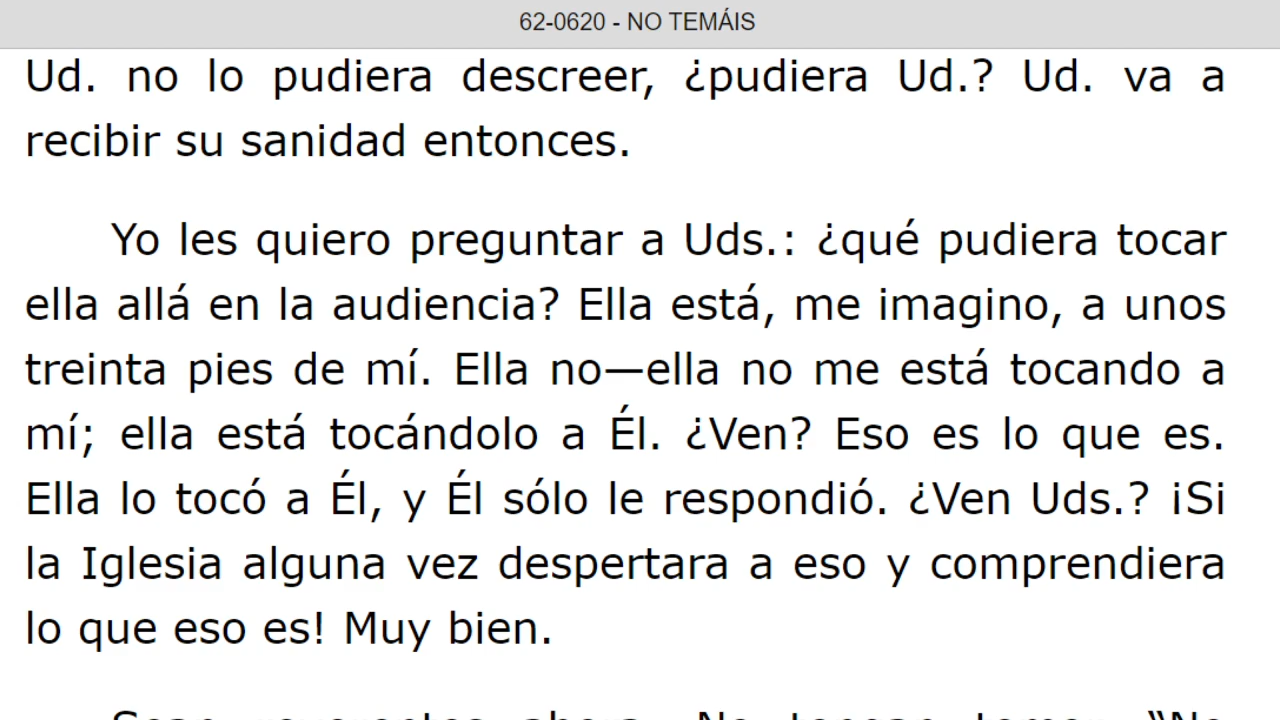 62-0620 - NO TEMÁIS
Ud. no lo pudiera descreer, ¿pudiera Ud.? Ud. va a
recibir su sanidad entonces.
Yo les quiero preguntar a Uds.: ¿qué pudiera tocar
ella allá en la audiencia? Ella está, me imagino, a unos
treinta pies de mí. Ella no—ella no me está tocando a
mí; ella está tocándolo a Él. ¿Ven? Eso es lo que es.
Ella lo tocó a Él, y Él sólo le respondió. ¿Ven Uds.? ¡Si
la Iglesia alguna vez despertara a eso y comprendiera
lo que eso es! Muy bien.